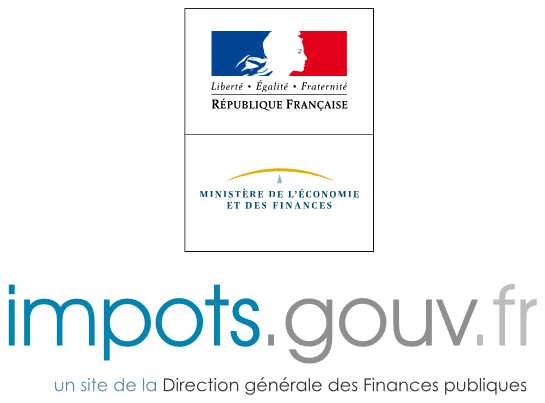 Liberté • Égalité • Fraternité
RÉPUBLIQUE FRANÇAISE
MINISTÈRE DE L'ÉCONOMIE
ET DES FINANCES
impots.gouv.fr
un site de la Direction générale des Finances publiques